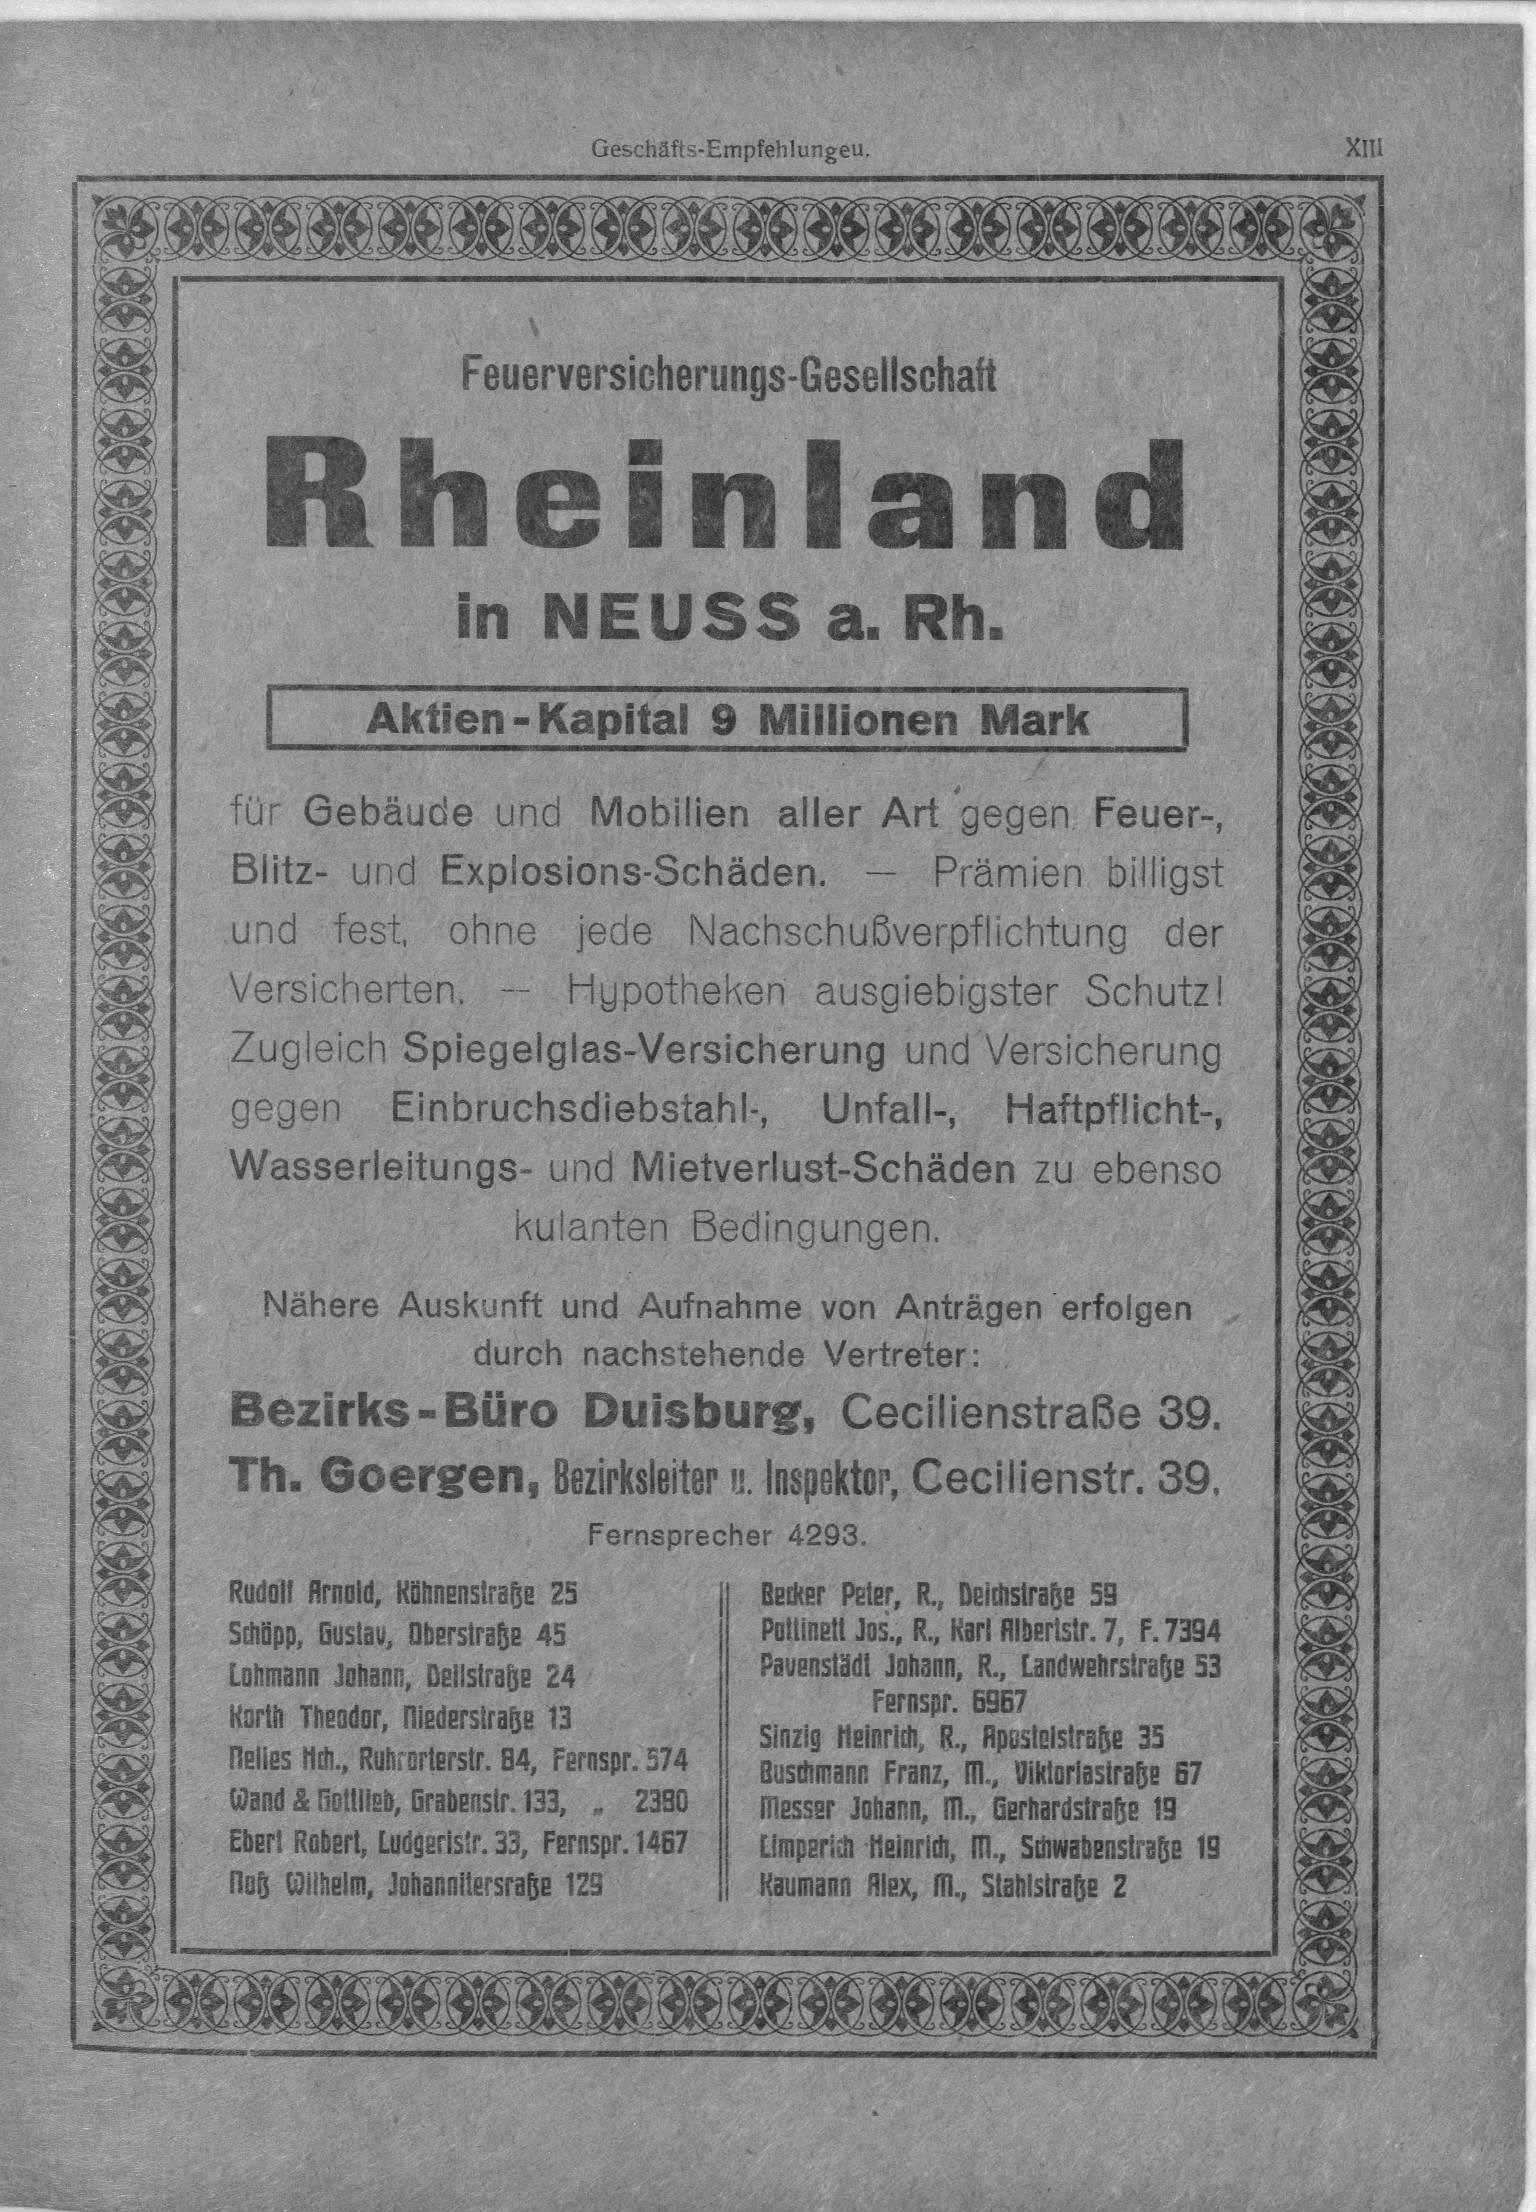 Geschäfts-Empfehlungeu.
XIII
Feuerversicherungs-Gesellschaft
Rheinland
in NEUSS a. Rh.
Aktien-Kapital 9 Millionen Mark
für Gebäude und Mobilien aller Art gegen Feuer-,
Blitz- und Explosions-Schäden. — Prämien billigst
und fest, ohne jede Nachschußverpflichtung der
Versicherten. — Hypotheken ausgiebigster Schutz!
Zugleich Spiegelglas-Versicherung und Versicherung
gegen Einbruchsdiebstahl-, Unfall-, Haftpflicht-,
Wasserleitungs- und Mietverlust-Schäden zu ebenso
kulanten Bedingungen.
Nähere Auskunft und Aufnahme von Anträgen erfolgen
durch nachstehende Vertreter:
Bezirks-Büro Duisburg, Cecilienstraße 39.
Th. Goergen, Bezirksleiter u. Inspektor, Cecilienstr. 39.
Fernsprecher 4293.
Rudolf Arnold, Köhnenstraße 25
Schöpp, Gustav, Oberstraße 45
Lohmann Johann, Dellstraße 24
Korth Theodor, Niederstraße 13
Nelles Hch., Ruhrorterstr. 84, Fernspr. 574
Wand & Gottlieb, Grabenstr. 133, „ 2380
Ebert Robert, Ludgeristr. 33, Fernspr. 1467
Noß Wilhelm, Johannitersraße 129
Becker Peter, R., Deichstraße 59
Pottinett Jos., R., Karl Albertstr. 7, F. 7394
Pavenstädt Johann, R., Landwehrstraße 53
Fernspr. 6967
Sinzig Heinrich, R., Apostelstraße 35
Buschmann Franz, M., Viktoriastraße 67
Messer Johann, M., Gerhardstraße 19
Limperich Heinrich, M., Schwabenstraße 19
Kaumann Alex, M., Stahlstraße 2